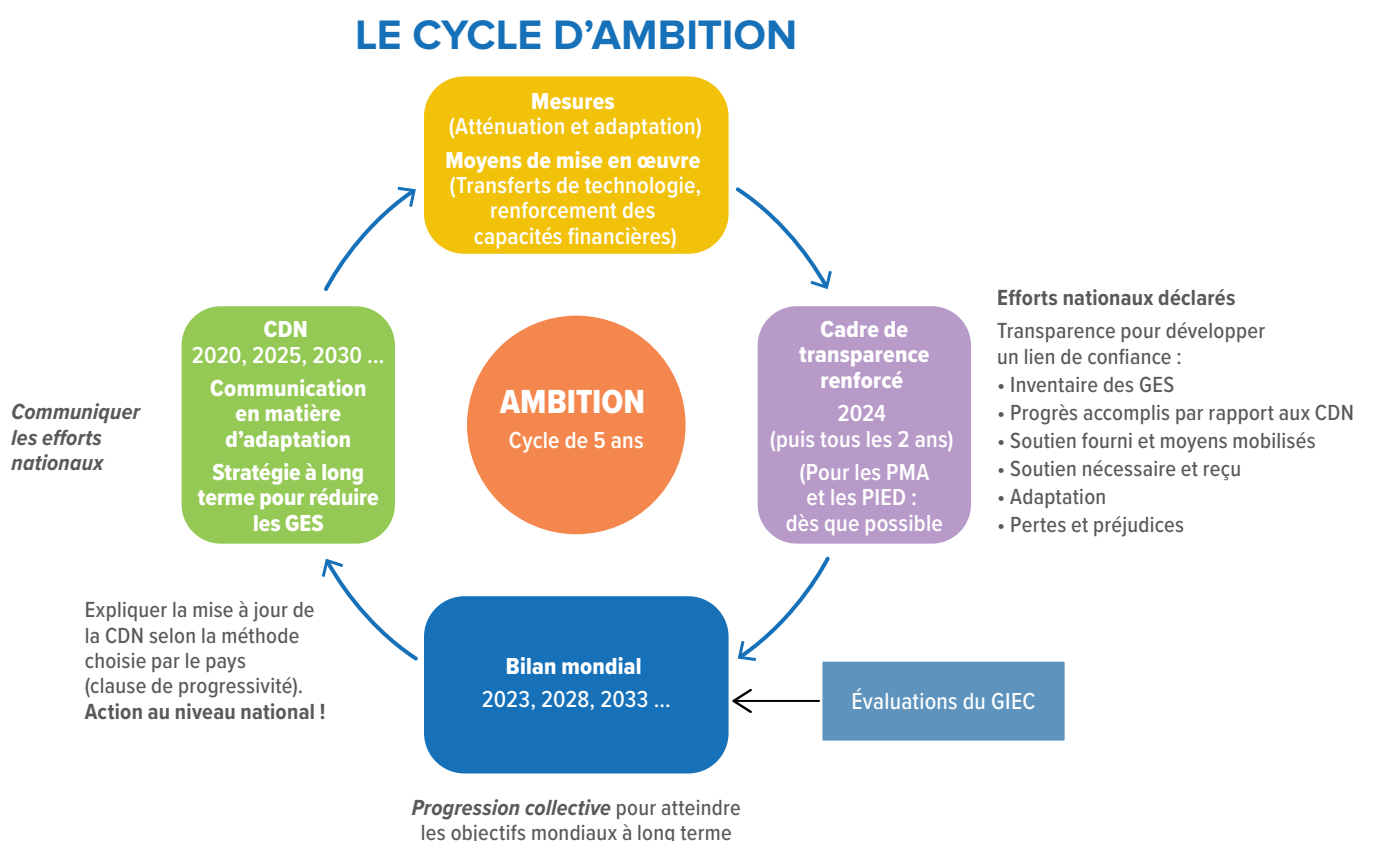 LE CYCLE D’AMBITION
Mesures
(Atténuation et adaptation)
Moyens de mise en œuvre
(Transferts de technologie,
renforcement des
capacités financières)
CDN
2020, 2025, 2030 ...
Communication
en matière
d’adaptation
Stratégie à long
terme pour réduire
les GES
Communiquer
les efforts
nationaux
AMBITION
Cycle de 5 ans
Cadre de
transparence
renforcé
2024
(puis tous les 2 ans)
(Pour les PMA
et les PIED :
dès que possible
Efforts nationaux déclarés
Transparence pour développer
un lien de confiance :
• Inventaire des GES
• Progrès accomplis par rapport aux CDN
• Soutien fourni et moyens mobilisés
• Soutien nécessaire et reçu
• Adaptation
• Pertes et préjudices
Expliquer la mise à jour de
la CDN selon la méthode
choisie par le pays
(clause de progressivité).
Action au niveau national !
Bilan mondial
2023, 2028, 2033 ...
Évaluations du GIEC
Progression collective pour atteindre
les objectifs mondiaux à long terme